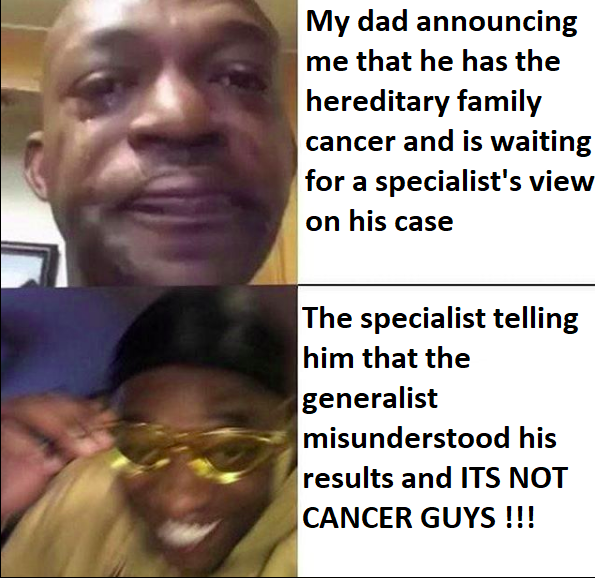 My dad announcing
me that he has the
hereditary family
cancer and is waiting
for a specialist's view
on his case
The specialist telling
him that the
generalist
misunderstood his
results and ITS NOT
CANCER GUYS !!!